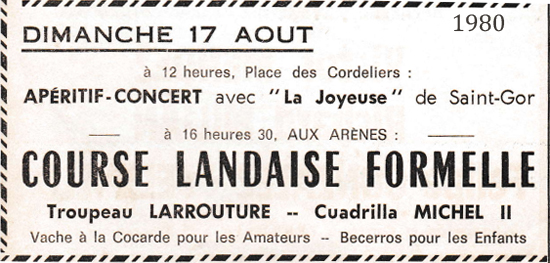 1980
DIMANCHE 17 AOUT
à 12 heures, Place des Cordeliers :
APÉRITIF-CONCERT avec "La Joyeuse" de Saint-Gor
à 16 heures 30, AUX ARÈNES :
COURSE LANDAISE FORMELLE
Troupeau LARROUTURE -- Cuadrilla MICHEL II
Vache à la Cocarde pour les Amateurs -- Becerros pour les Enfants